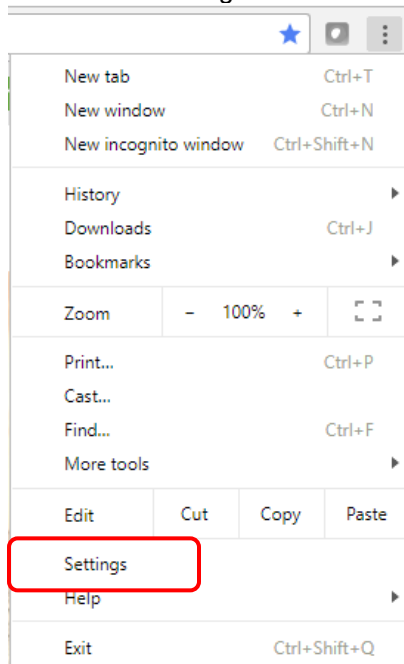 New tab Ctrl+T
New window Ctrl+N
New incognito window Ctrl+Shift+N
History
Downloads Ctrl+J
Bookmarks
Zoom - 100% +
Print... Ctrl+P
Cast...
Find... Ctrl+F
More tools
Edit Cut Copy Paste
Settings
Help
Exit Ctrl+Shift+Q